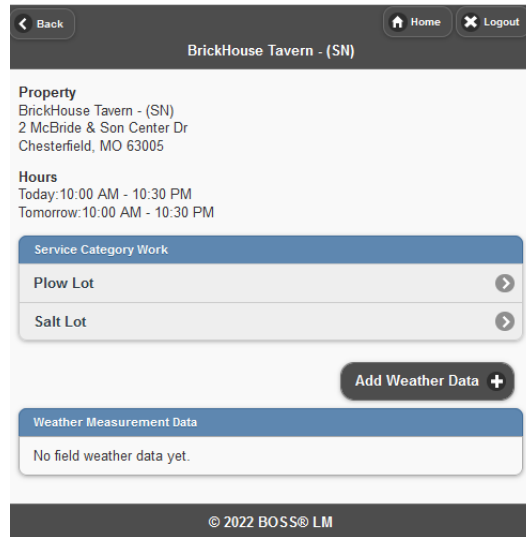 Back
Home
Logout
BrickHouse Tavern - (SN)
Property
BrickHouse Tavern - (SN)
2 McBride & Son Center Dr
Chesterfield, MO 63005
Hours
Today:10:00 AM - 10:30 PM
Tomorrow:10:00 AM - 10:30 PM
Service Category Work
Plow Lot
Salt Lot
Add Weather Data
Weather Measurement Data
No field weather data yet.
© 2022 BOSS® LM